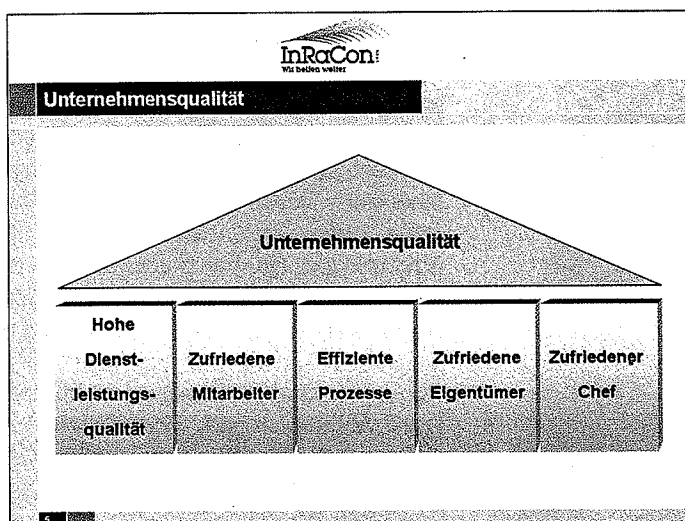 InRaCon
Wir helfen weiter
Unternehmensqualität
Unternehmensqualität
Hohe
Dienst-
leistungs-
qualität
Zufriedene
Mitarbeiter
Effiziente
Prozesse
Zufriedene
Eigentümer
Zufriedener
Chef
5